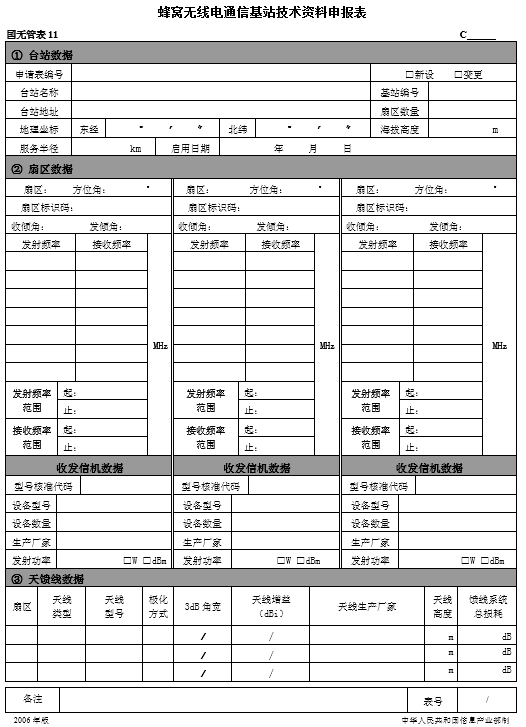 蜂窝无线电通信基站技术资料申报表
国无管表 11 C______
① 台站数据
申请表编号 □新设 □变更
台站名称 基站编号
台站地址 扇区数量
地理坐标 东经 ° ′ ″ 北纬 ° ′ ″ 海拔高度 m
服务半径 km 启用日期 年 月 日
② 扇区数据
扇区： 方位角： ° 扇区： 方位角： ° 扇区： 方位角： °
扇区标识码： 扇区标识码： 扇区标识码：
收倾角： 发倾角： 收倾角： 发倾角： 收倾角： 发倾角：
发射频率 接收频率 发射频率 接收频率 发射频率 接收频率
MHz MHz MHz
发射频率范围 起： 发射频率范围 起： 发射频率范围 起：
止： 止： 止：
接收频率范围 起： 接收频率范围 起： 接收频率范围 起：
止： 止： 止：
收发信机数据 收发信机数据 收发信机数据
型号核准代码 型号核准代码 型号核准代码
设备型号 设备型号 设备型号
设备数量 设备数量 设备数量
生产厂家 生产厂家 生产厂家
发射功率 □W □dBm 发射功率 □W □dBm 发射功率 □W □dBm
③ 天馈线数据
扇区 天线类型 天线型号 极化方式 3dB 角宽 天线增益（dBi） 天线生产厂家 天线高度 馈线系统总损耗
/ / m dB
/ / m dB
/ / m dB
备注 表号 /
2006 年版 中华人民共和国信息产业部制